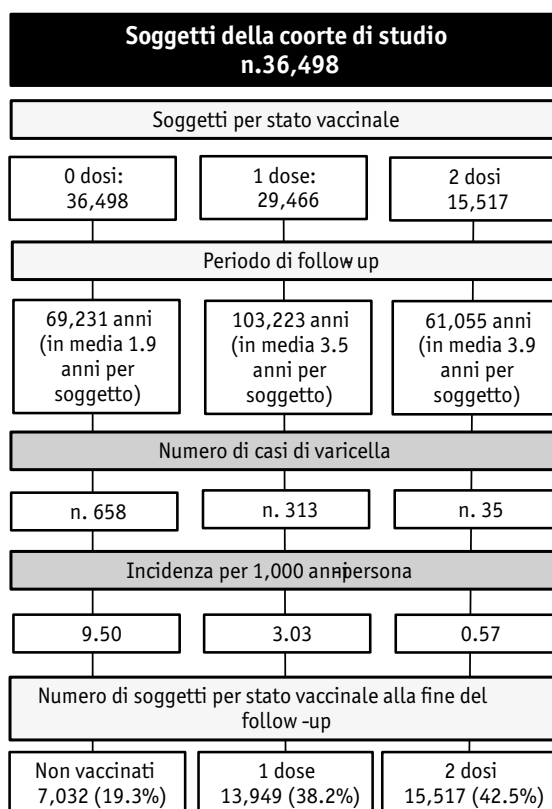 Soggetti della coorte di studio
n.36,498
Soggetti per stato vaccinale
0 dosi:
36,498
1 dose:
29,466
2 dosi
15,517
Periodo di follow up
69,231 anni
(in media 1.9
anni per
soggetto)
103,223 anni
(in media 3.5
anni per
soggetto)
61,055 anni
(in media 3.9
anni per
soggetto)
Numero di casi di varicella
n. 658
n. 313
n. 35
Incidenza per 1,000 anni-persona
9.50
3.03
0.57
Numero di soggetti per stato vaccinale alla fine del
follow -up
Non vaccinati
7,032 (19.3%)
1 dose
13,949 (38.2%)
2 dosi
15,517 (42.5%)